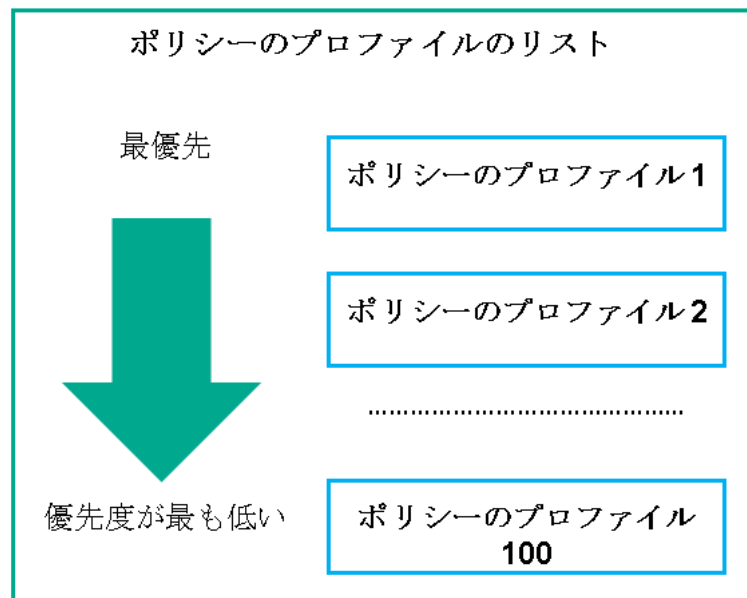 ポリシーのプロファイルのリスト
最優先
ポリシーのプロファイル 1
ポリシーのプロファイル 2
................................................
優先度が最も低い
ポリシーのプロファイル
100